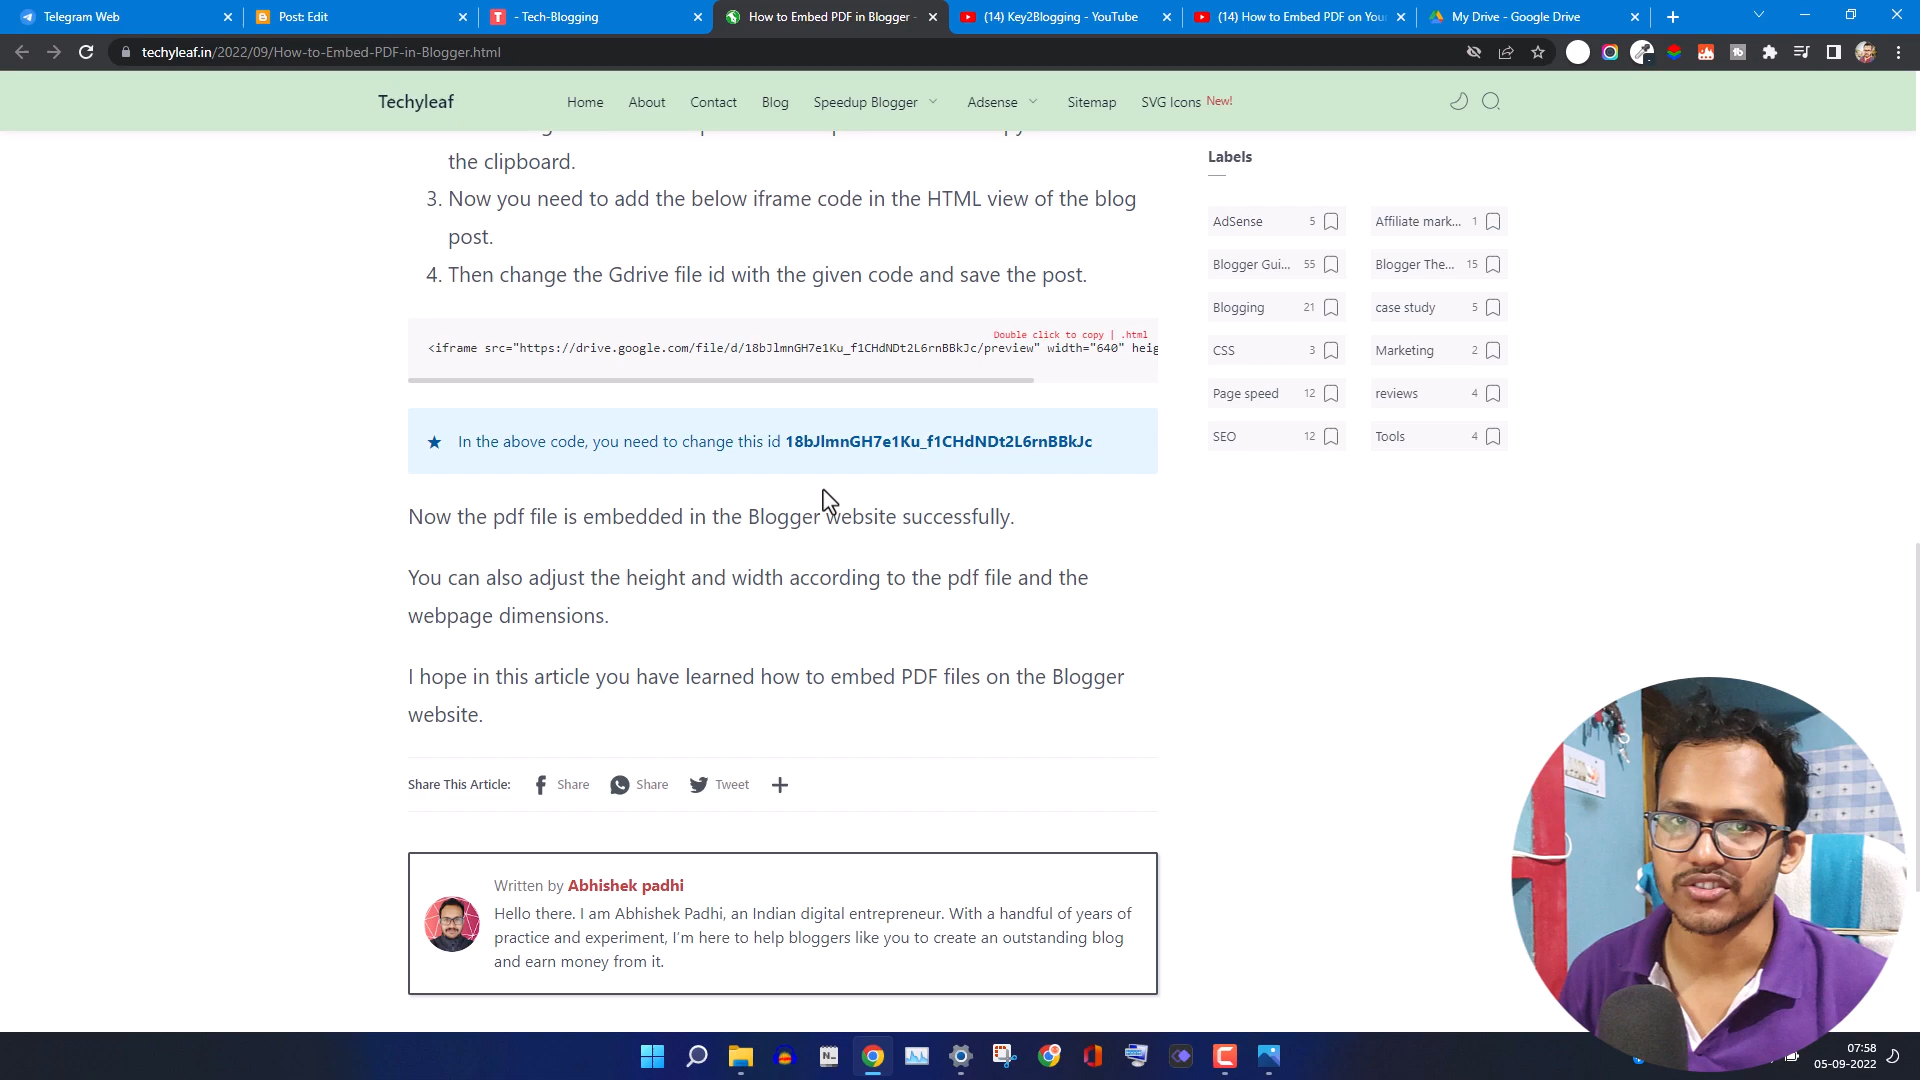 Telegram Web
Post: Edit
T - Tech-Blogging
How to Embed PDF in Blogger -
(14) Key2Blogging - YouTube
(14) How to Embed PDF on You
My Drive - Google Drive
techyleaf.in/2022/09/How-to-Embed-PDF-in-Blogger.html
Techyleaf
Home
About
Contact
Blog
Speedup Blogger
Adsense
Sitemap
SVG Icons New!
the clipboard.
3. Now you need to add the below iframe code in the HTML view of the blog
post.
4. Then change the Gdrive file id with the given code and save the post.
Double click to copy | .html
<iframe src="https://drive.google.com/file/d/18bJlmnGH7e1Ku_f1CHdNDt2L6rnBBkJc/preview" width="640" heig
★ In the above code, you need to change this id 18bJlmnGH7e1Ku_f1CHdNDt2L6rnBBkJc
Now the pdf file is embedded in the Blogger website successfully.
You can also adjust the height and width according to the pdf file and the
webpage dimensions.
I hope in this article you have learned how to embed PDF files on the Blogger
website.
Share This Article:
Share
Share
Tweet
Written by Abhishek padhi
Hello there. I am Abhishek Padhi, an Indian digital entrepreneur. With a handful of years of
practice and experiment, I'm here to help bloggers like you to create an outstanding blog
and earn money from it.
Labels
AdSense 5
Affiliate mark... 1
Blogger Gui... 55
Blogger The... 15
Blogging 21
case study 5
CSS 3
Marketing 2
Page speed 12
reviews 4
SEO 12
Tools 4
07:58
05-09-2022